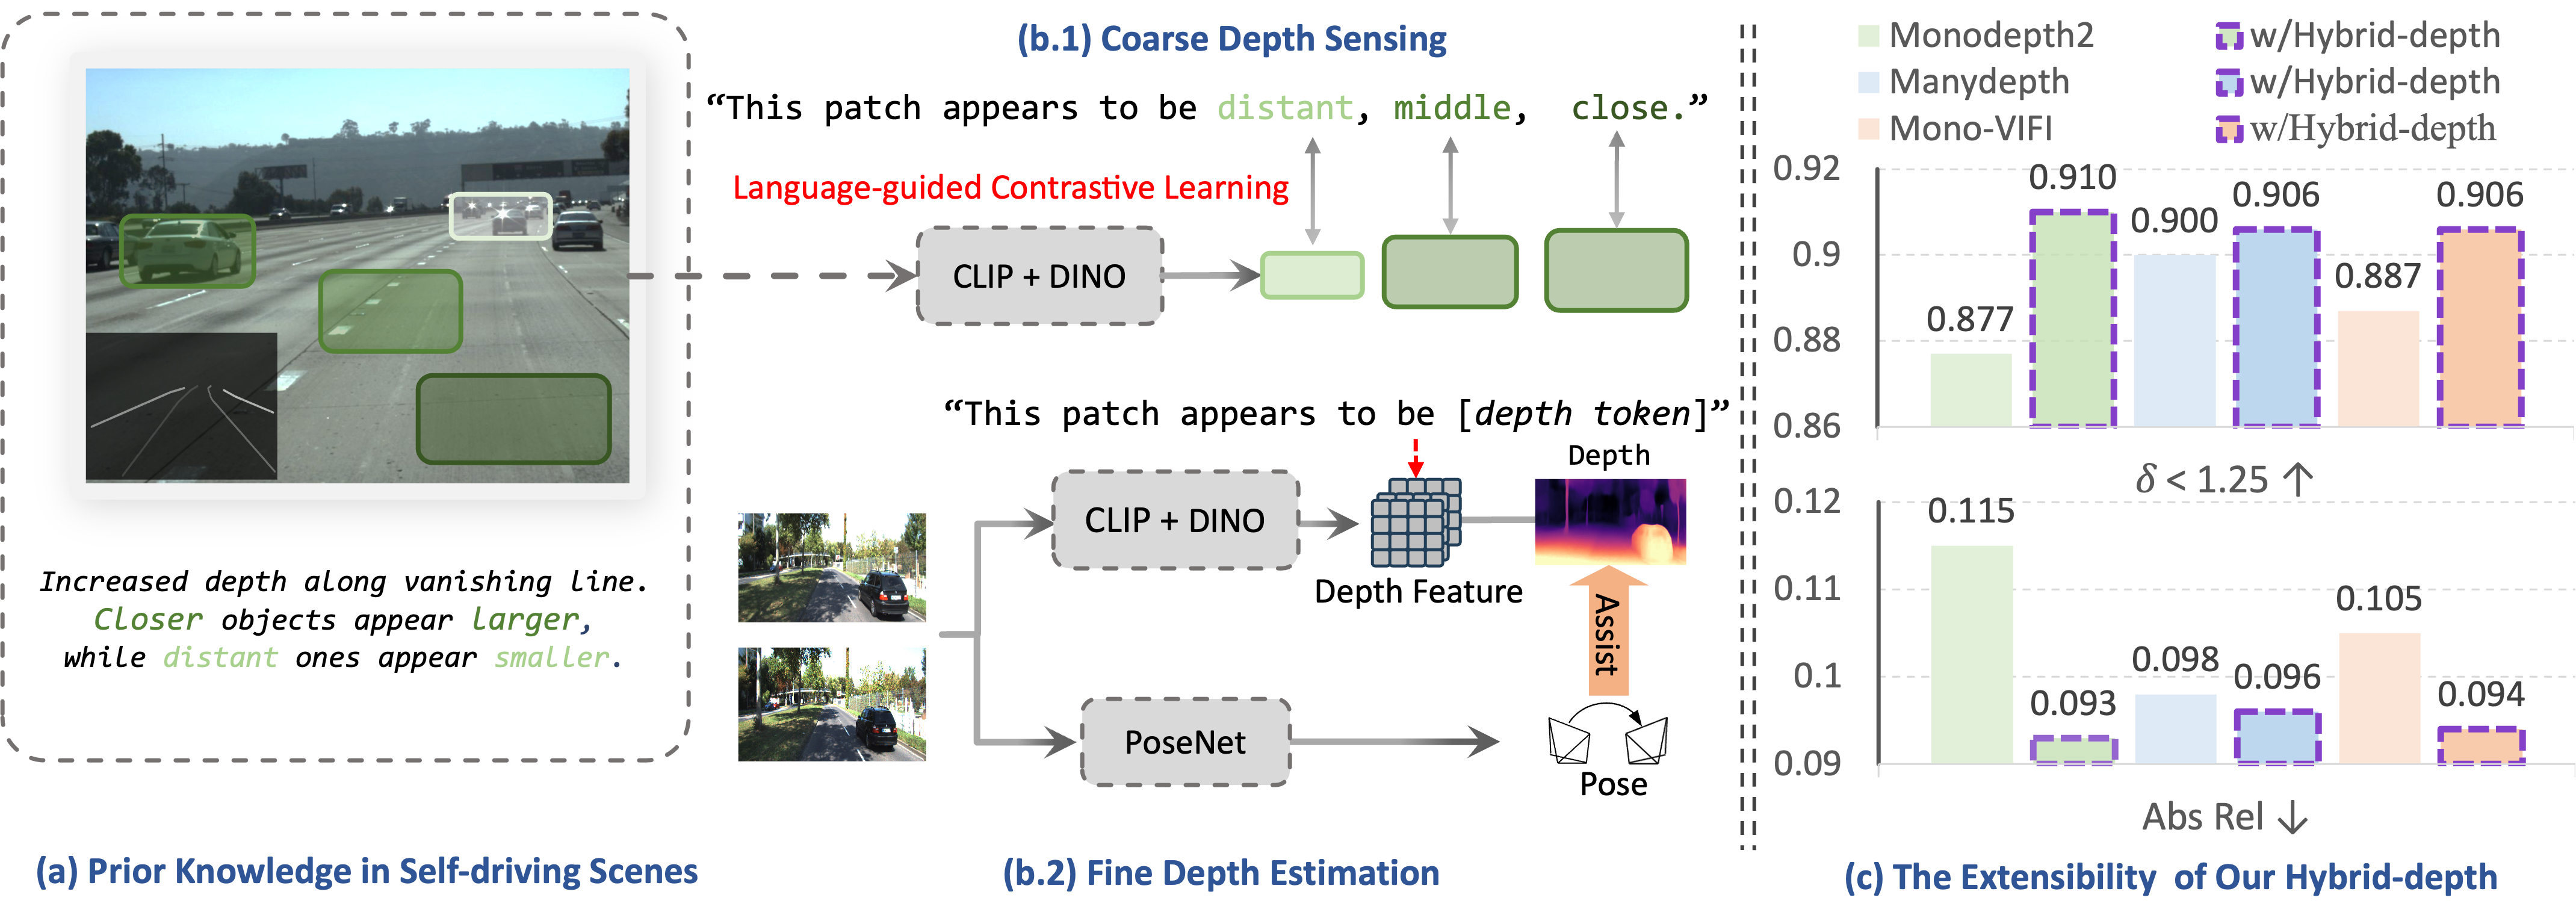 Increased depth along vanishing line.
Closer objects appear larger,
while distant ones appear smaller.
(a) Prior Knowledge in Self-driving Scenes
(b.1) Coarse Depth Sensing
“This patch appears to be distant, middle, close.”
Language-guided Contrastive Learning
CLIP + DINO
“This patch appears to be [depth token]”
Depth
CLIP + DINO
Depth Feature
Assist
PoseNet
Pose
(b.2) Fine Depth Estimation
Monodepth2 w/Hybrid-depth
Manydepth w/Hybrid-depth
Mono-VIFI w/Hybrid-depth
0.92
0.9
0.88
0.86
0.877
0.910
0.900
0.906
0.887
0.906
δ < 1.25 ↑
0.12
0.11
0.1
0.09
0.115
0.093
0.098
0.096
0.105
0.094
Abs Rel ↓
(c) The Extensibility of Our Hybrid-depth